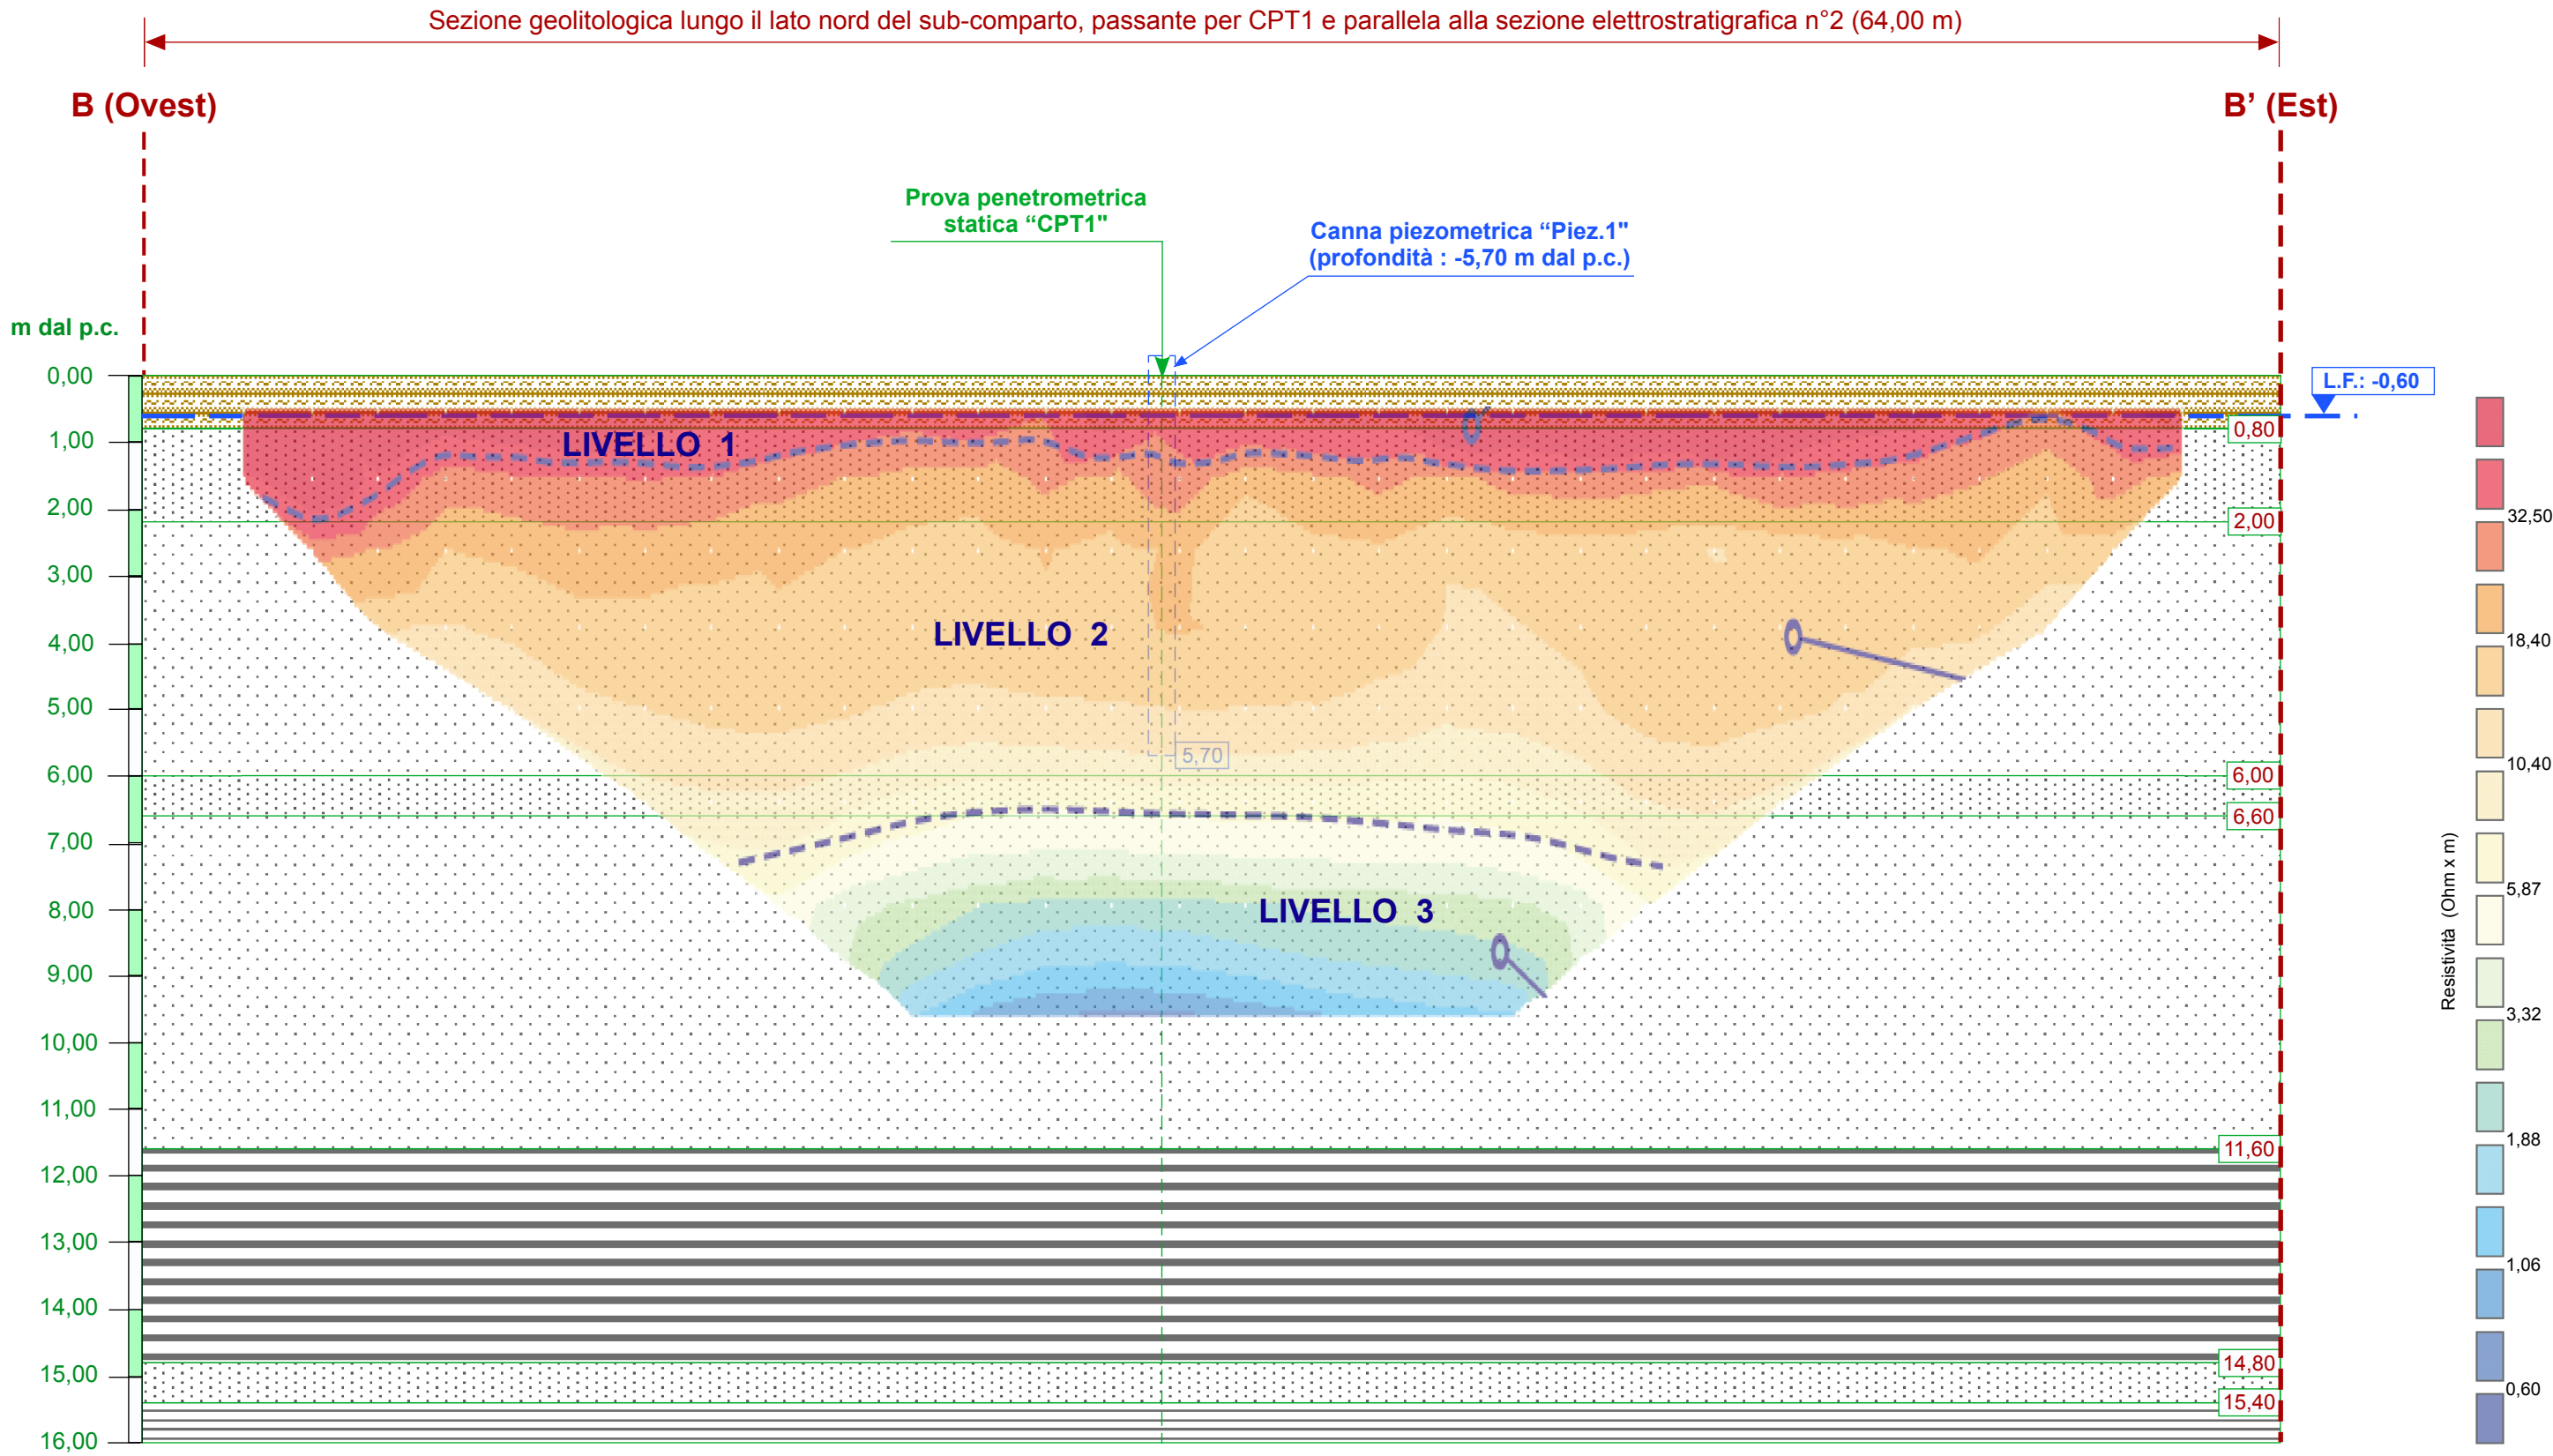 Sezione geolitologica lungo il lato nord del sub-comparto, passante per CPT1 e parallela alla sezione elettrostratigrafica n°2 (64,00 m)
B (Ovest)
B’ (Est)
Prova penetrometrica
statica “CPT1"
Canna piezometrica “Piez.1"
(profondità : -5,70 m dal p.c.)
m dal p.c.
0,00
1,00
2,00
3,00
4,00
5,00
6,00
7,00
8,00
9,00
10,00
11,00
12,00
13,00
14,00
15,00
16,00
LIVELLO 1
LIVELLO 2
LIVELLO 3
5,70
L.F.: -0,60
0,80
2,00
6,00
6,60
11,60
14,80
15,40
Resistività (Ohm x m)
32,50
18,40
10,40
5,87
3,32
1,88
1,06
0,60